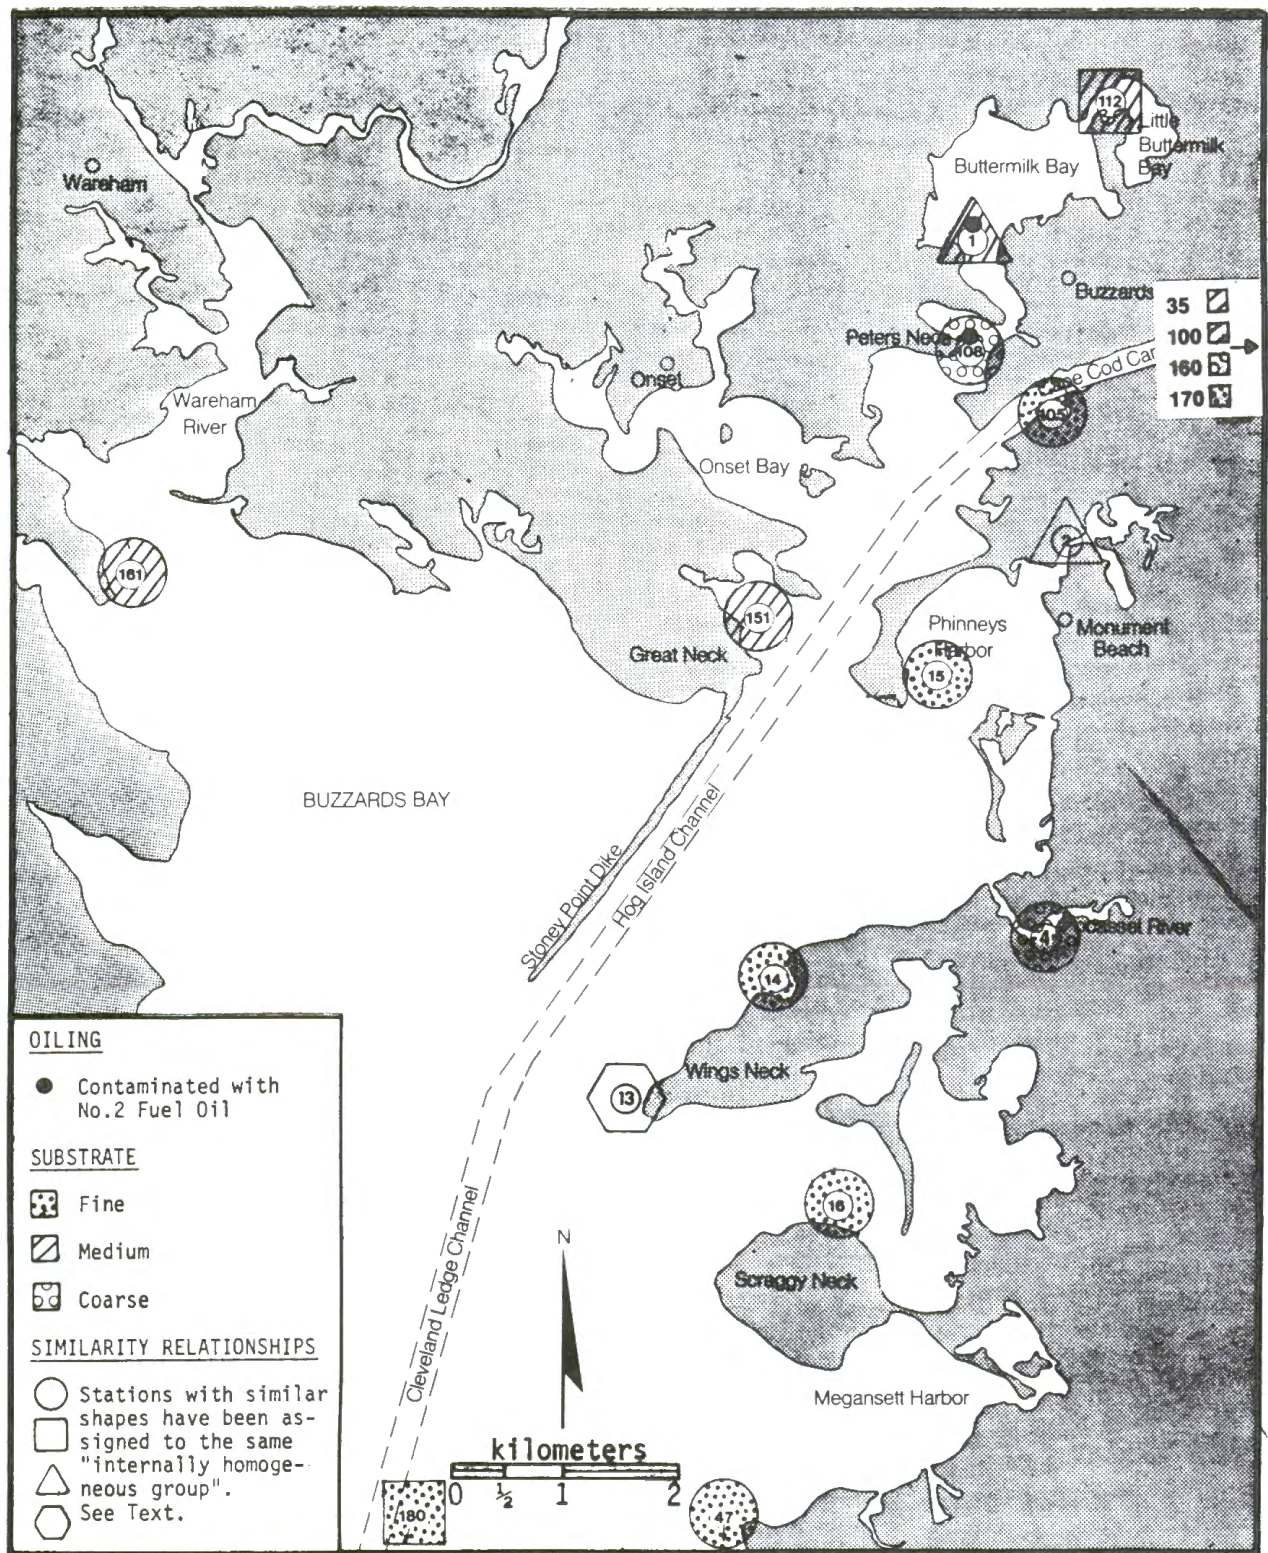 112
Little
Buttermilk
Bay
Buttermilk Bay
Wareham
1
Buzzards
35
100
160
170
Peters Neck
108
Cod
105
Onset
Wareham
River
Onset Bay
2
161
151
Phinneys
Harbor
Monument
Beach
Great Neck
15
BUZZARDS BAY
Hog Island Channel
Stoney Point Dike
4
River
14
Wings Neck
13
16
Scraggy Neck
N
Cleveland Ledge Channel
Megansett Harbor
kilometers
0 ½ 1 2
180
47
OILING
Contaminated with
No.2 Fuel Oil
SUBSTRATE
Fine
Medium
Coarse
SIMILARITY RELATIONSHIPS
Stations with similar
shapes have been as-
signed to the same
"internally homoge-
neous group".
See Text.